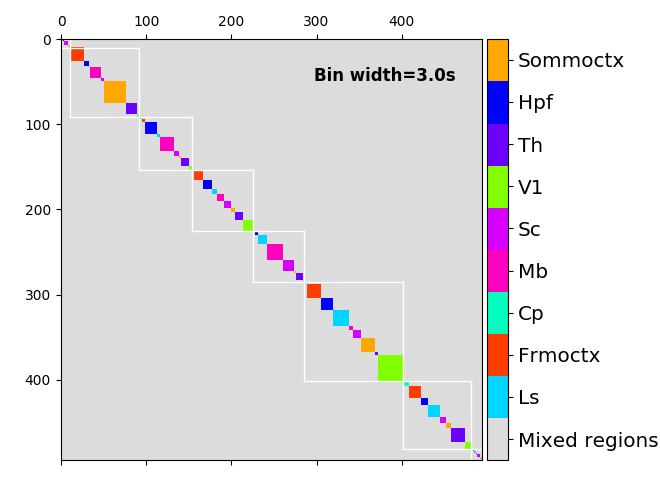 0 100 200 300 400
0
100
200
300
400
Bin width=3.0s
Sommoctx
Hpf
Th
V1
Sc
Mb
Cp
Frmoctx
Ls
Mixed regions